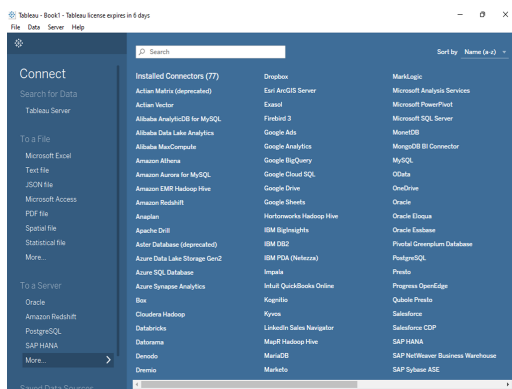 Tableau - Book1 - Tableau license expires in 6 days
File Data Server Help
Search
Sort by Name (a-z)
Connect
Search for Data
Tableau Server
To a File
Microsoft Excel
Text file
JSON file
Microsoft Access
PDF file
Spatial file
Statistical file
More...
To a Server
Oracle
Amazon Redshift
PostgreSQL
SAP HANA
More...
Saved Data Sources
Installed Connectors (77)
Actian Matrix (deprecated)
Actian Vector
Alibaba AnalyticDB for MySQL
Alibaba Data Lake Analytics
Alibaba MaxCompute
Amazon Athena
Amazon Aurora for MySQL
Amazon EMR Hadoop Hive
Amazon Redshift
Anaplan
Apache Drill
Aster Database (deprecated)
Azure Data Lake Storage Gen2
Azure SQL Database
Azure Synapse Analytics
Box
Cloudera Hadoop
Databricks
Datorama
Denodo
Dremio
Dropbox
Esri ArcGIS Server
Exasol
Firebird 3
Google Ads
Google Analytics
Google BigQuery
Google Cloud SQL
Google Drive
Google Sheets
Hortonworks Hadoop Hive
IBM BigInsights
IBM DB2
IBM PDA (Netezza)
Impala
Intuit QuickBooks Online
Kognitio
Kyvos
LinkedIn Sales Navigator
MapR Hadoop Hive
MariaDB
Marketo
MarkLogic
Microsoft Analysis Services
Microsoft PowerPivot
Microsoft SQL Server
MonetDB
MongoDB BI Connector
MySQL
OData
OneDrive
Oracle
Oracle Eloqua
Oracle Essbase
Pivotal Greenplum Database
PostgreSQL
Presto
Progress OpenEdge
Qubole Presto
Salesforce
Salesforce CDP
SAP HANA
SAP NetWeaver Business Warehouse
SAP Sybase ASE